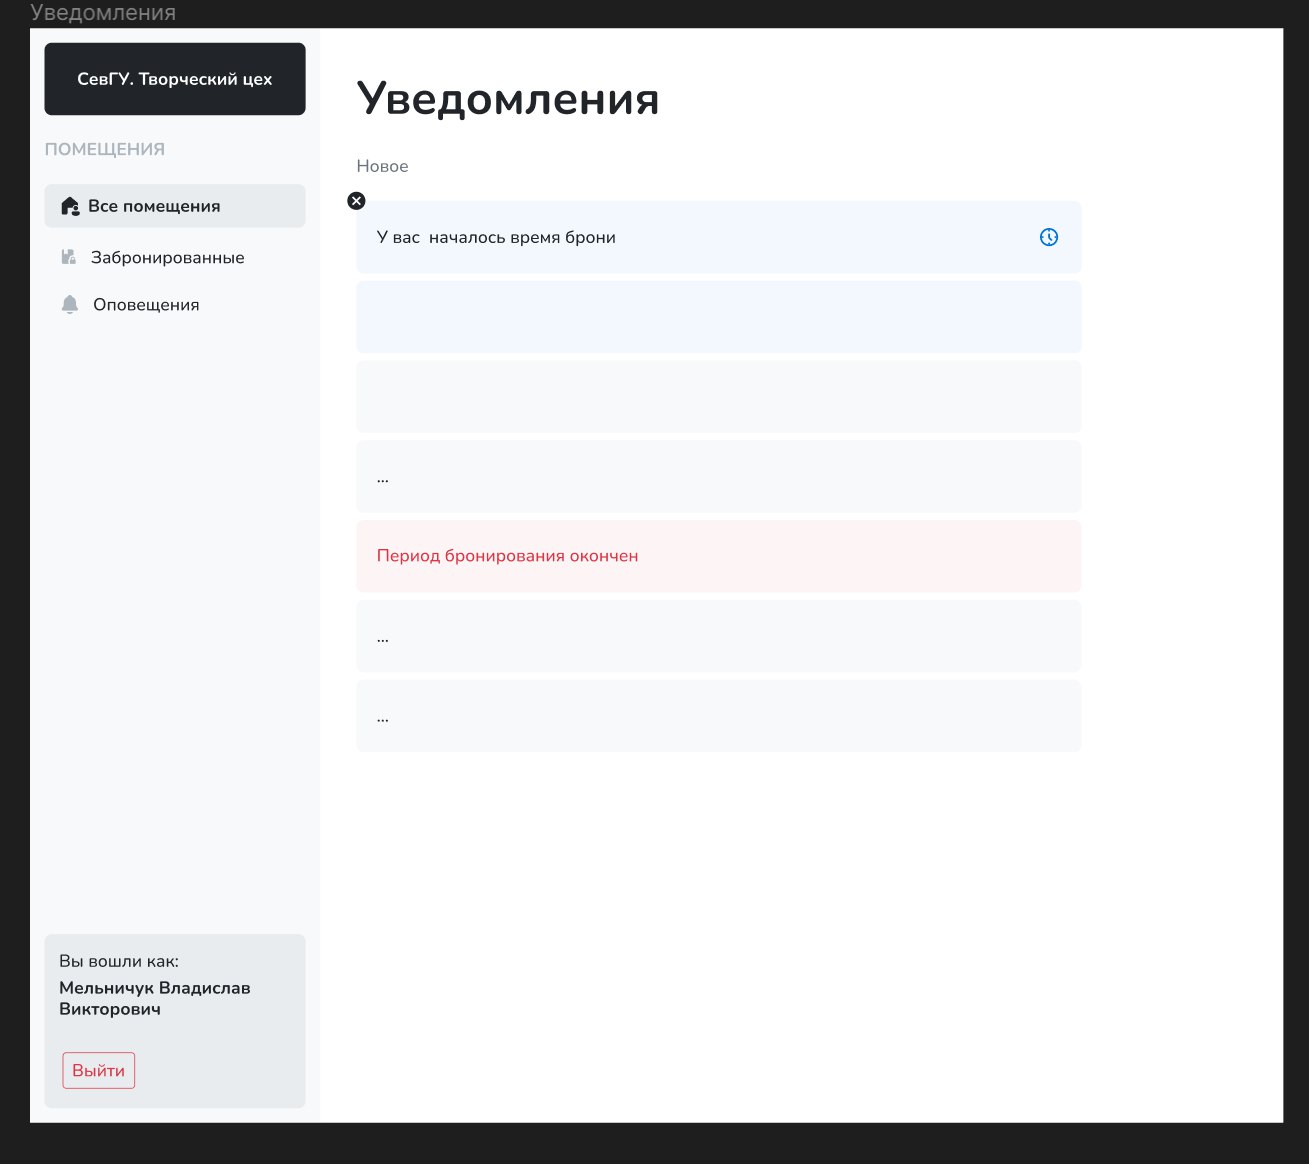 Уведомления
СевГУ. Творческий цех
ПОМЕЩЕНИЯ
Все помещения
Забронированные
Оповещения
Уведомления
Новое
У вас  началось время брони
...
Период бронирования окончен
...
...
Вы вошли как:
Мельничук Владислав
Викторович
Выйти